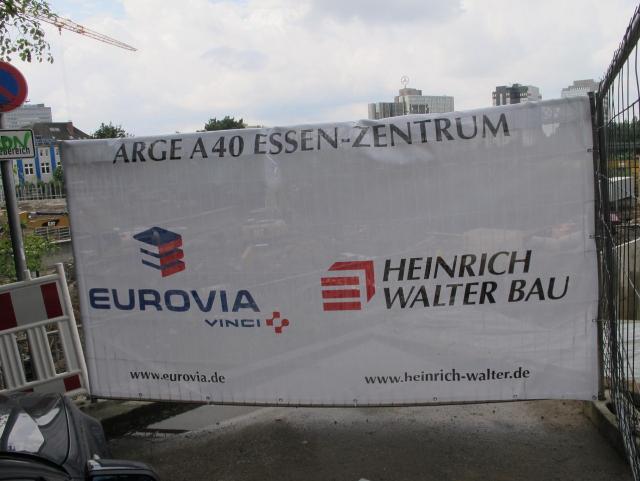 ARGE A40 ESSEN-ZENTRUM
EUROVIA
VINCI
HEINRICH
WALTER BAU
www.eurovia.de
www.heinrich-walter.de